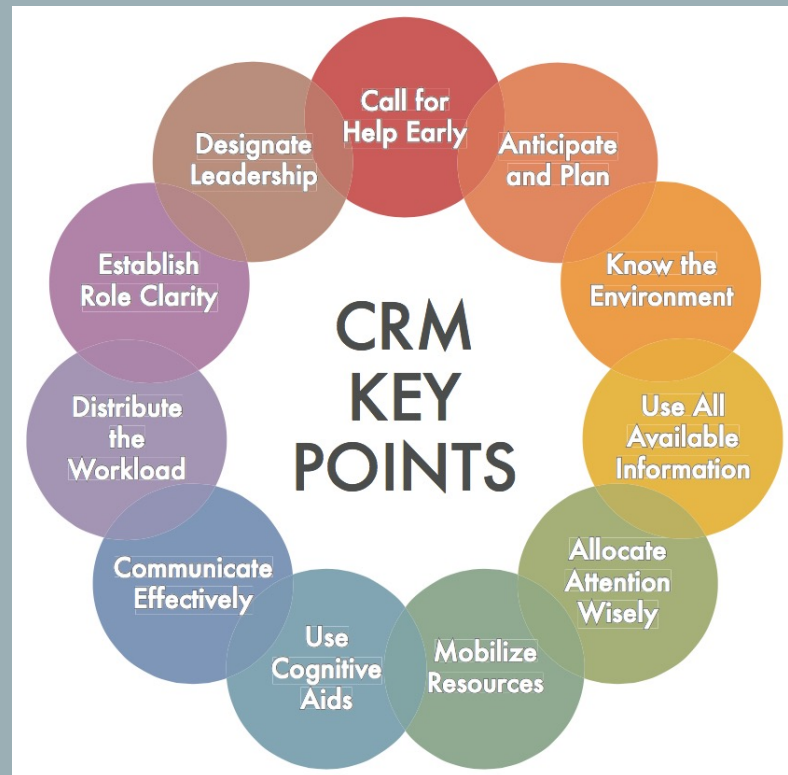 CRM
KEY
POINTS
Call for
Help Early
Anticipate
and Plan
Know the
Environment
Use All
Available
Information
Allocate
Attention
Wisely
Mobilize
Resources
Use
Cognitive
Aids
Communicate
Effectively
Distribute
the
Workload
Establish
Role Clarity
Designate
Leadership